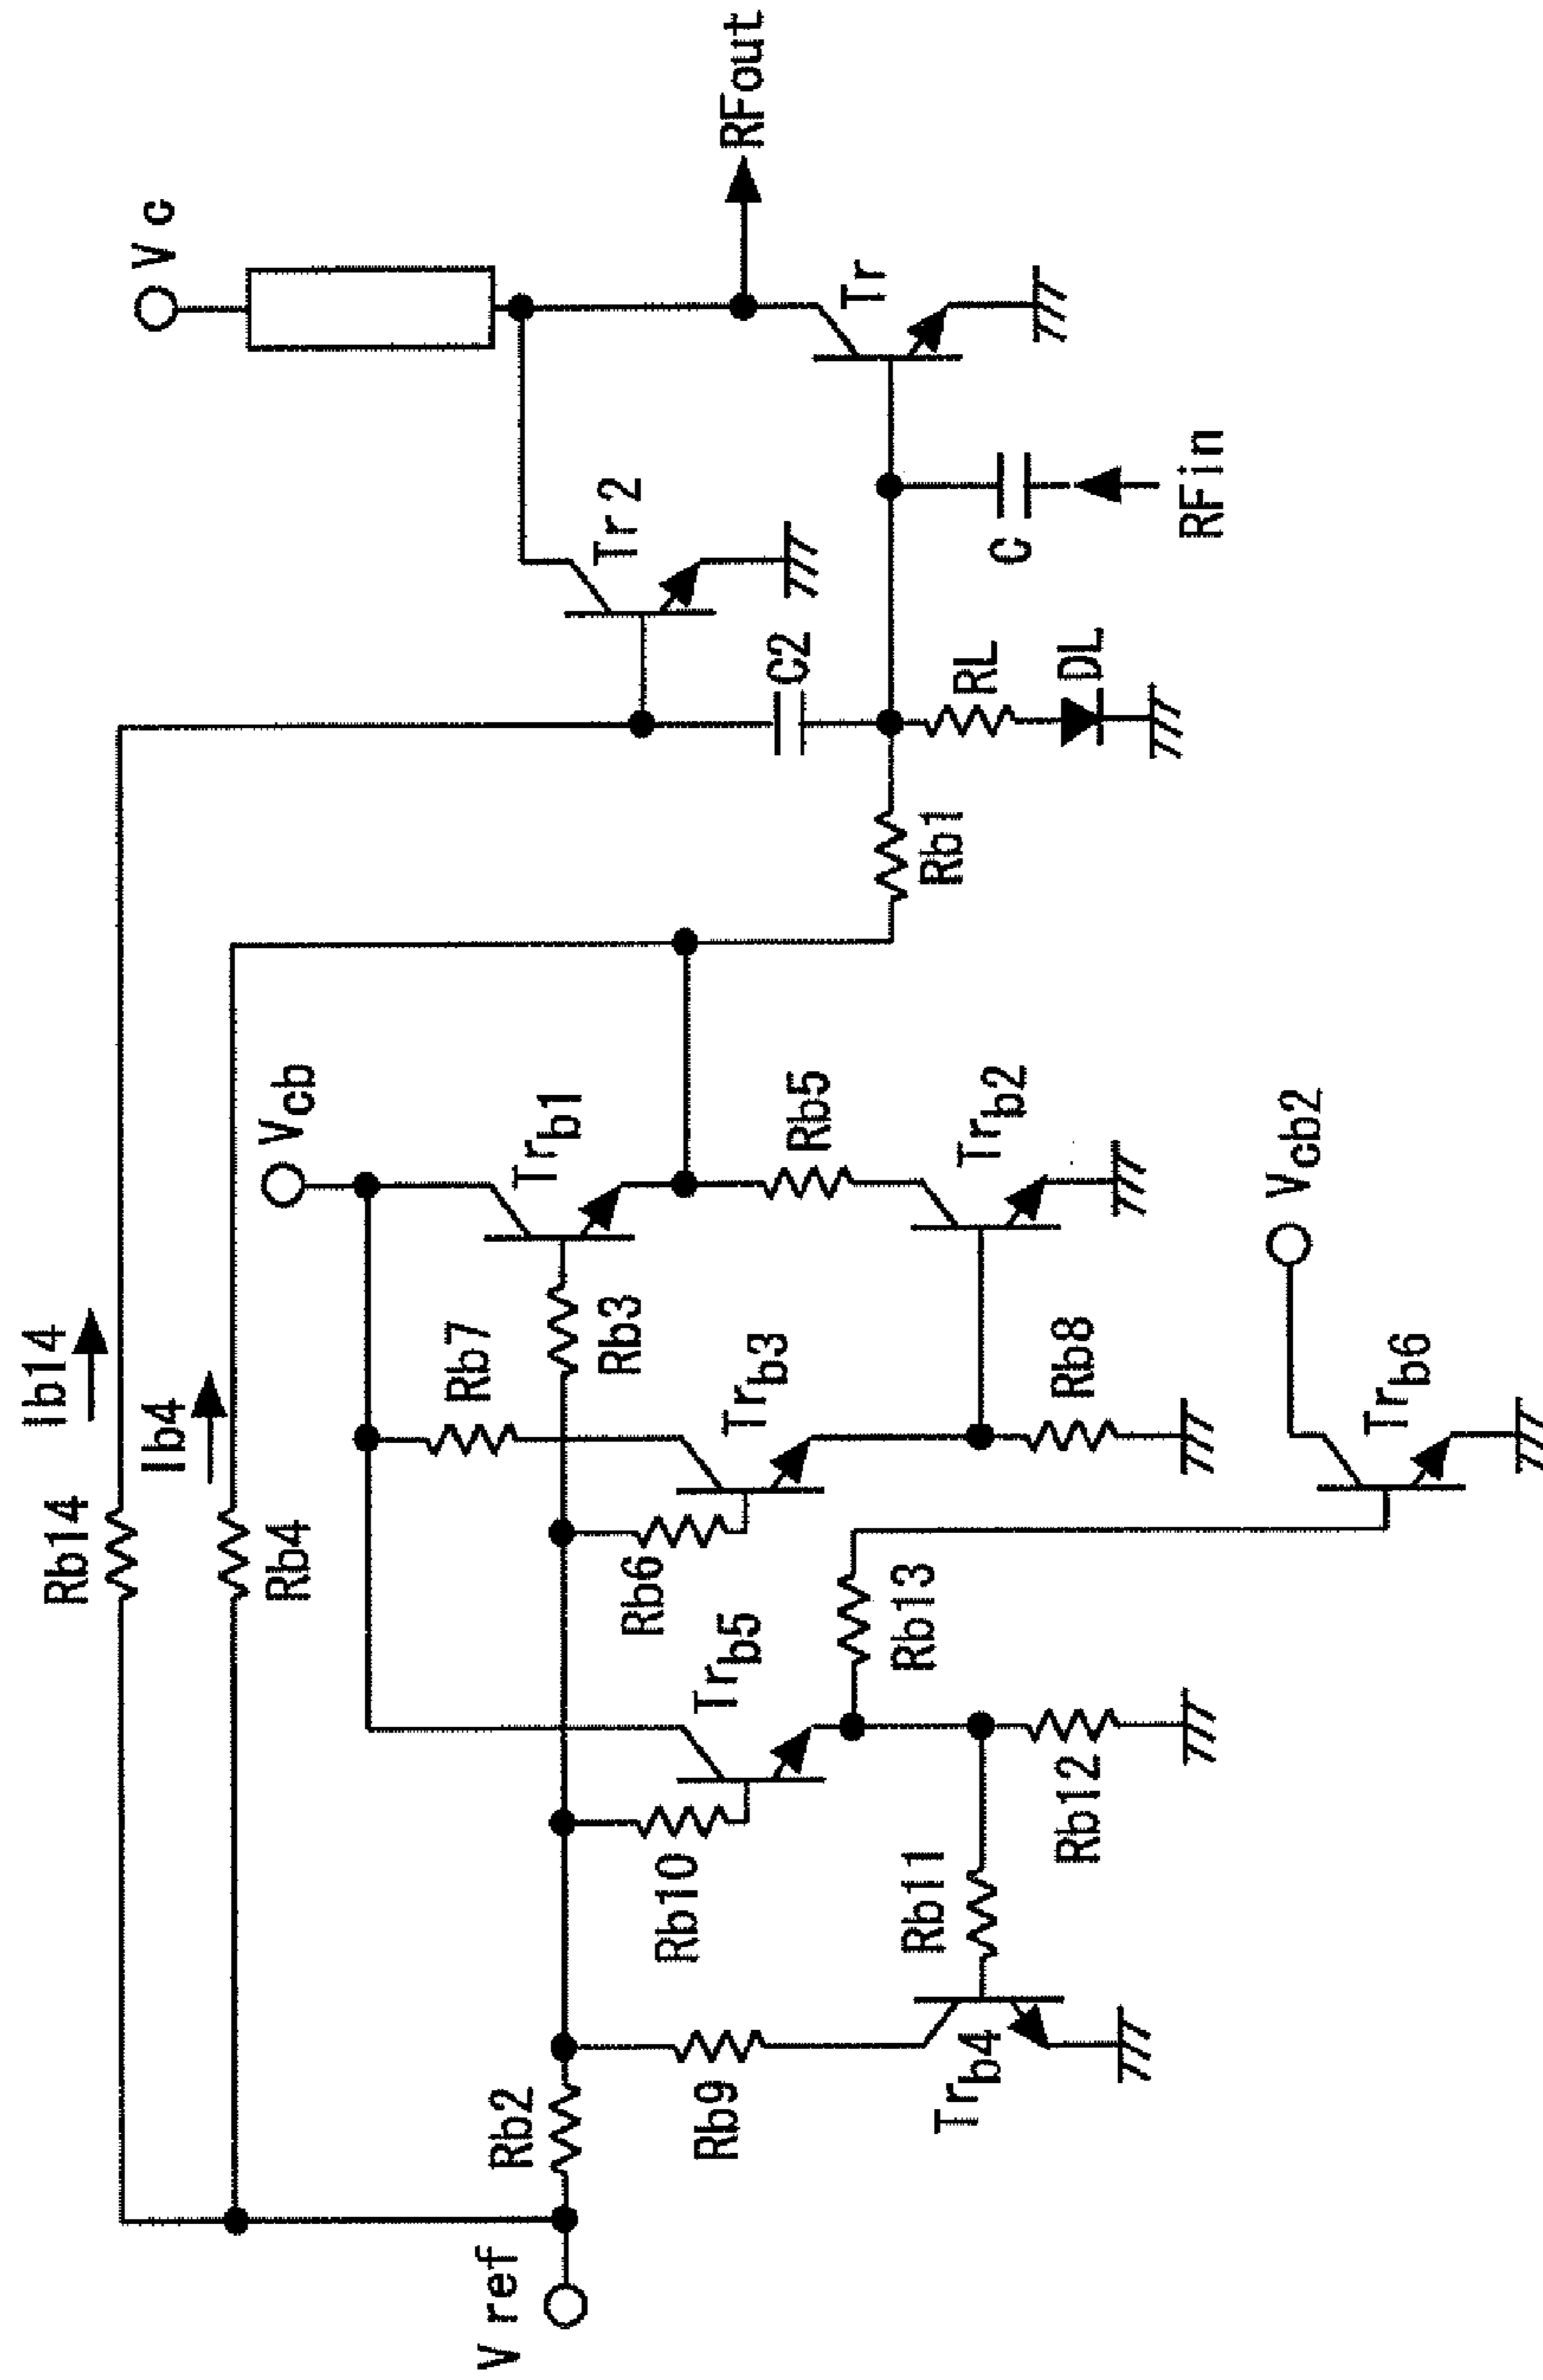 Ib14
Rb14
Ib4
Rb4
Vc
Vcb
RFout
Tr2
Tr
Rb7
Trb1
Vref
Rb2
Rb10
Rb6
Rb3
Trb5
Trb3
C2
Rb5
Rb9
Rb1
RL
C
Rb11
Rb13
Trb2
DL
RFin
Trb4
Rb12
Rb8
Vcb2
Trb6